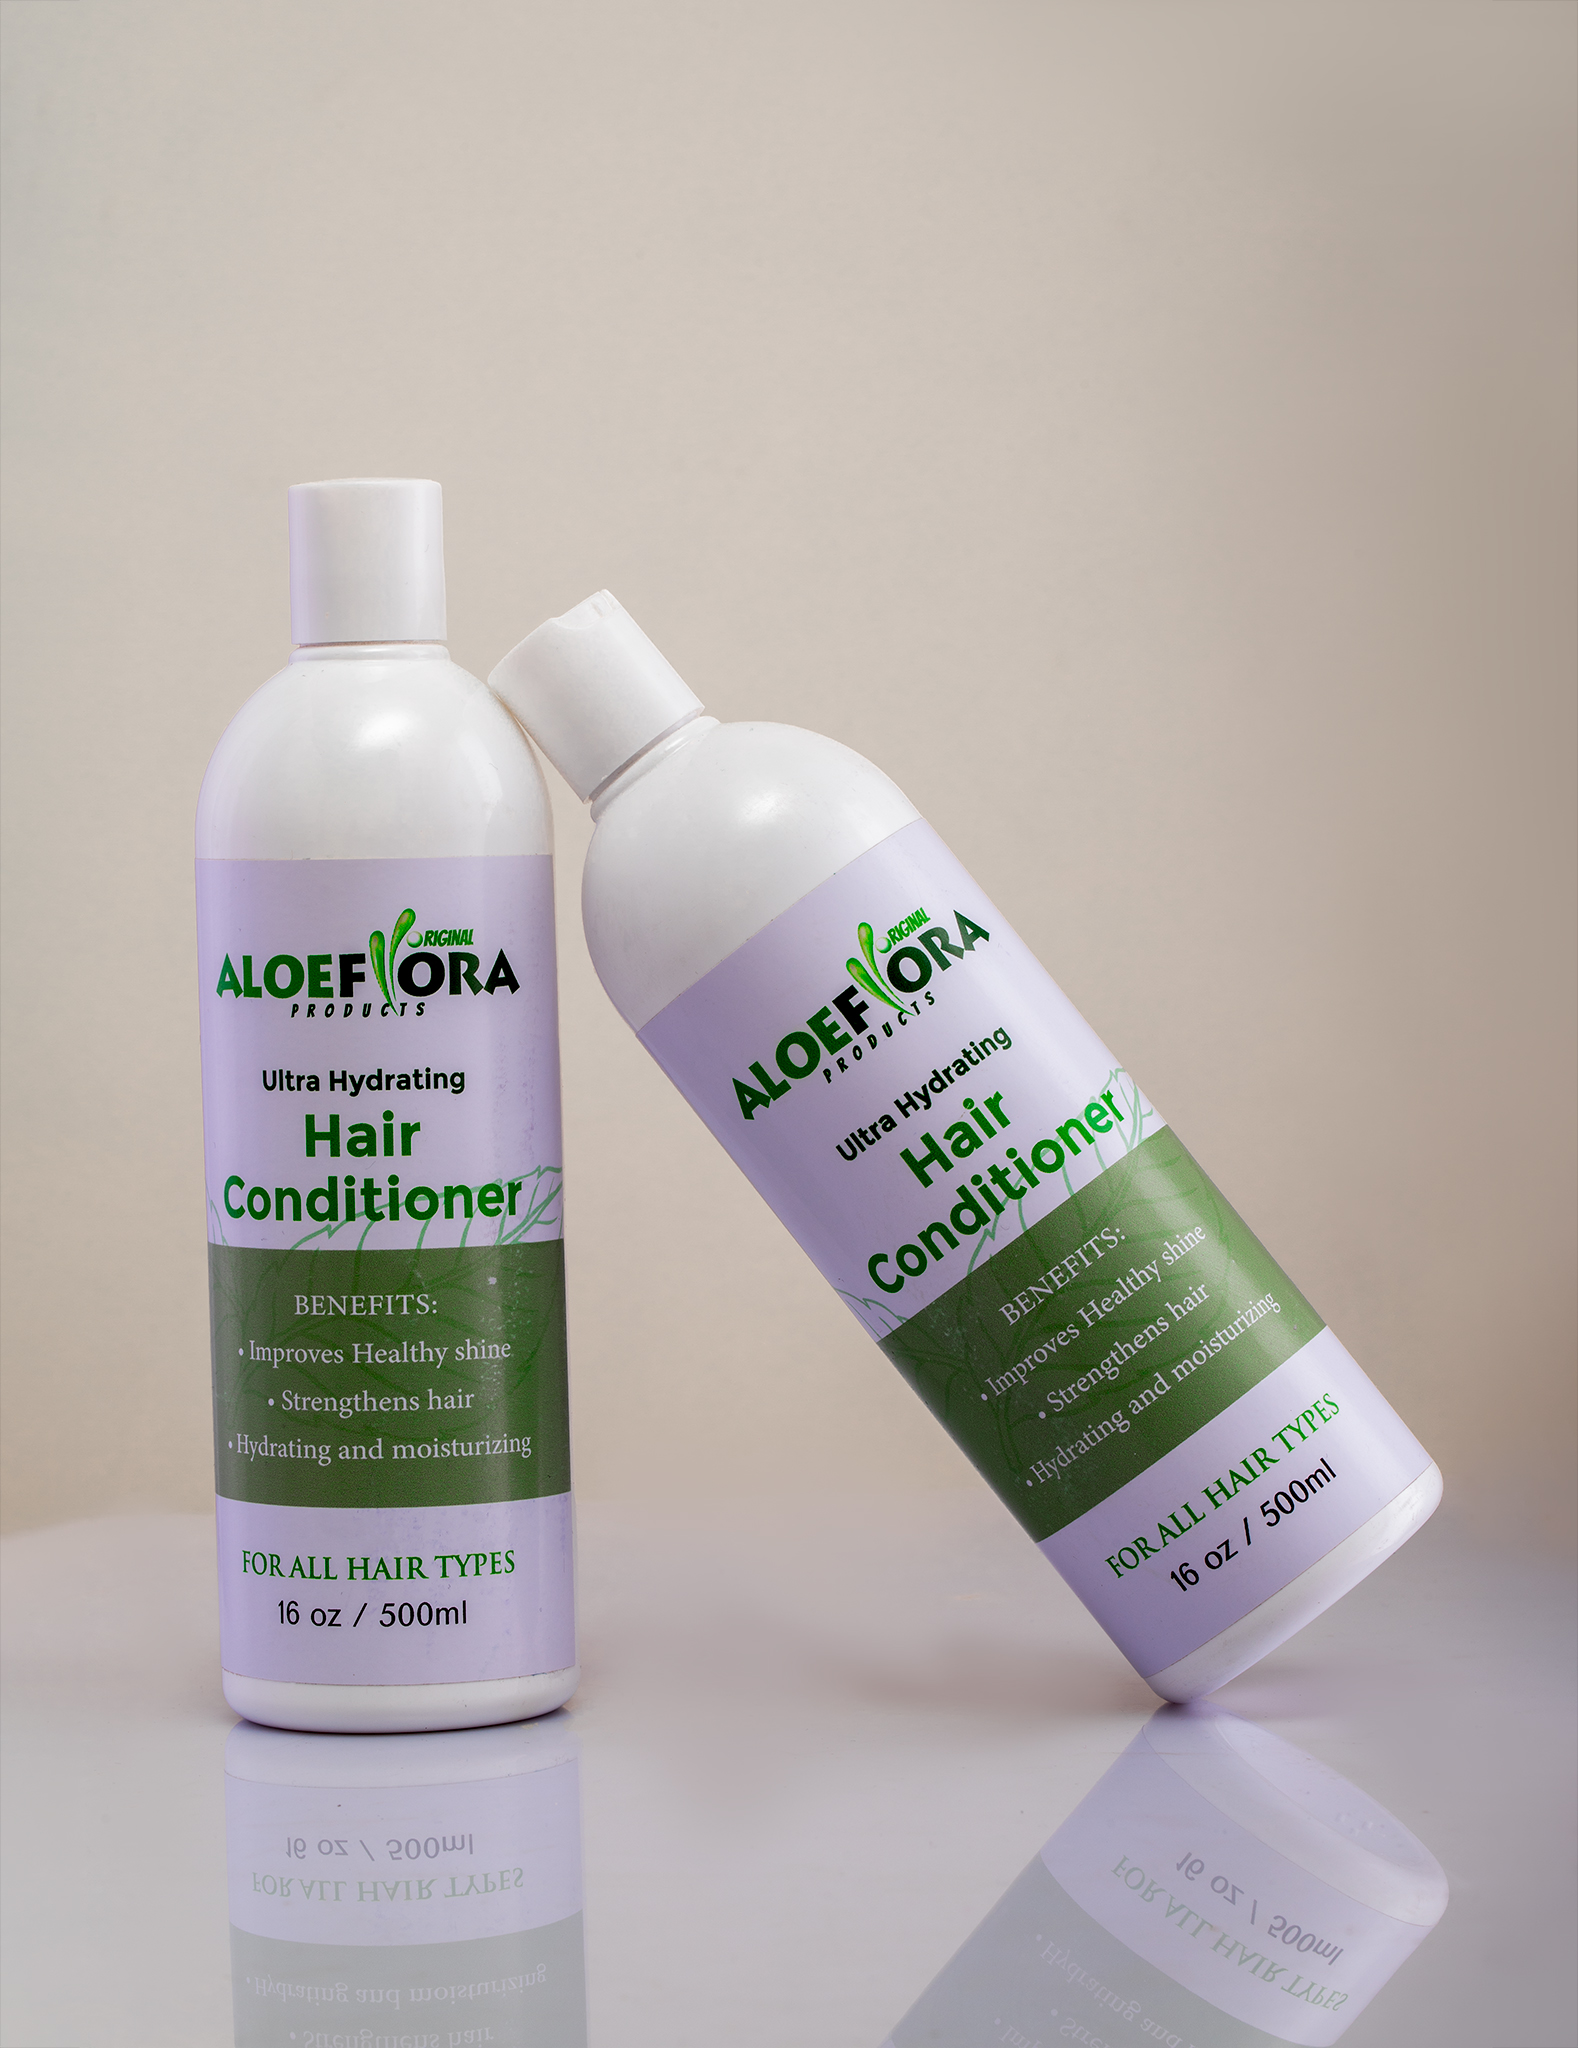 ORIGINAL
ALOEFLORA
PRODUCTS
Ultra Hydrating
Hair
Conditioner
BENEFITS:
• Improves Healthy shine
• Strengthens hair
• Hydrating and moisturizing
FOR ALL HAIR TYPES
16 oz / 500ml
ORIGINAL
ALOEFLORA
PRODUCTS
Ultra Hydrating
Hair
Conditioner
BENEFITS:
• Improves Healthy shine
• Strengthens hair
• Hydrating and moisturizing
FOR ALL HAIR TYPES
16 oz / 500ml